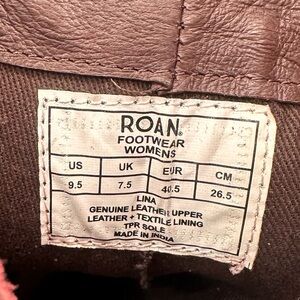 ROAN®
FOOTWEAR
WOMENS
US UK EUR CM
9.5 7.5 40.5 26.5
LINA
GENUINE LEATHER UPPER
LEATHER + TEXTILE LINING
TPR SOLE
MADE IN INDIA